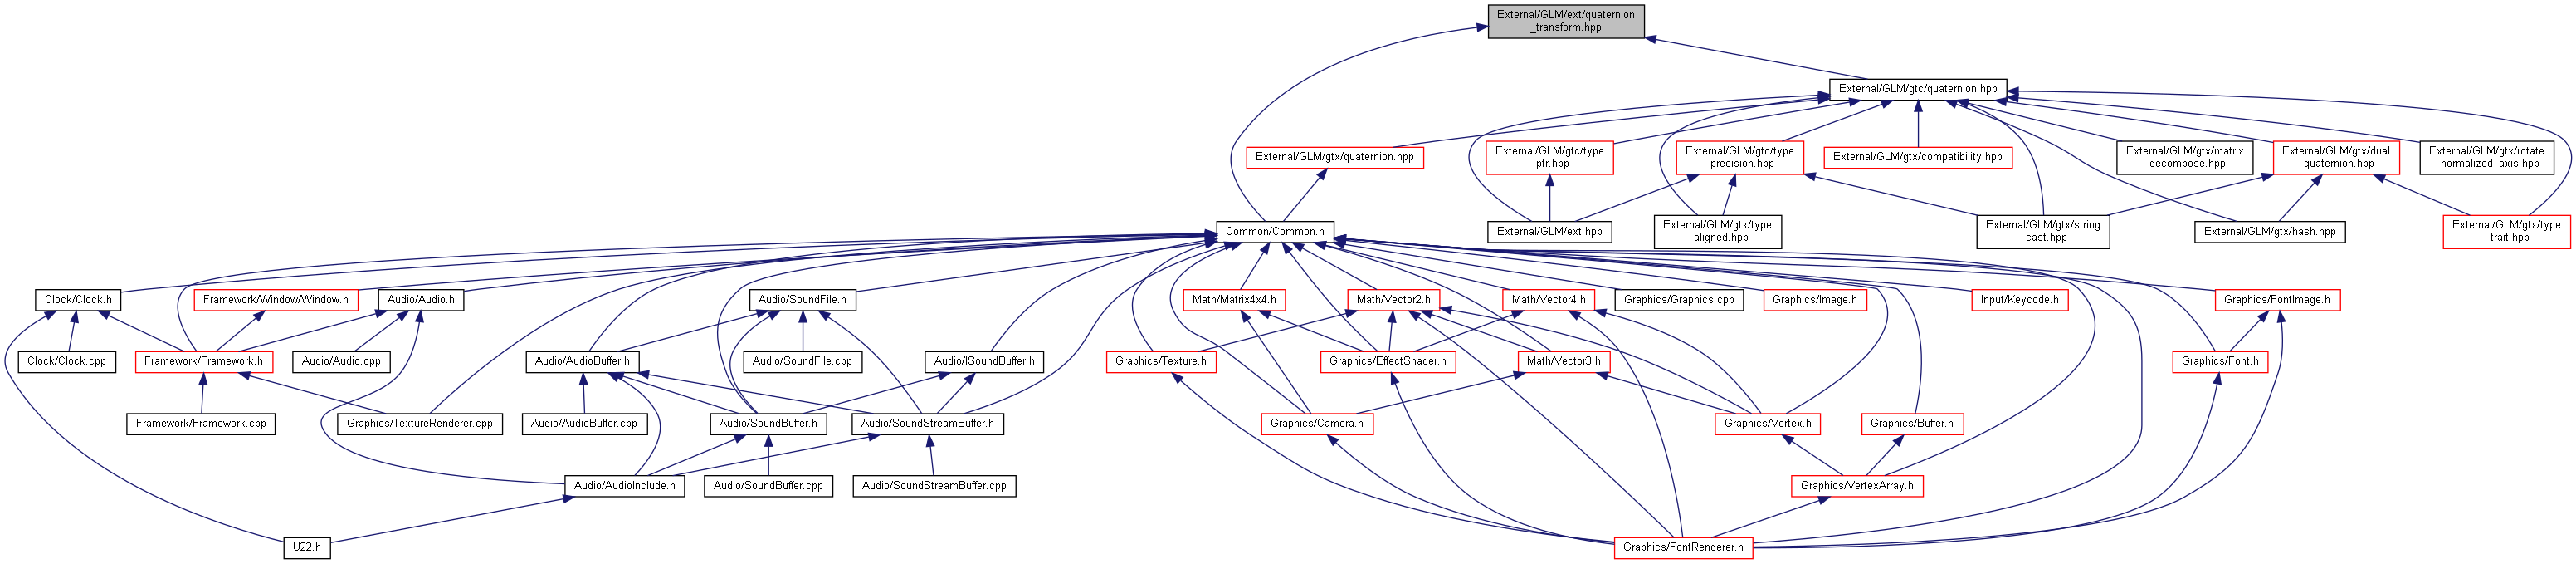 External/GLM/ext/quaternion
_transform.hpp
External/GLM/gtc/quaternion.hpp
External/GLM/gtx/quaternion.hpp
External/GLM/gtc/type
_ptr.hpp
External/GLM/gtc/type
_precision.hpp
External/GLM/gtx/compatibility.hpp
External/GLM/gtx/matrix
_decompose.hpp
External/GLM/gtx/dual
_quaternion.hpp
External/GLM/gtx/rotate
_normalized_axis.hpp
Common/Common.h
External/GLM/ext.hpp
External/GLM/gtx/type
_aligned.hpp
External/GLM/gtx/string
_cast.hpp
External/GLM/gtx/hash.hpp
External/GLM/gtx/type
_trait.hpp
Clock/Clock.h
Framework/Window/Window.h
Audio/Audio.h
Audio/SoundFile.h
Math/Matrix4x4.h
Math/Vector2.h
Math/Vector4.h
Graphics/Graphics.cpp
Graphics/Image.h
Input/Keycode.h
Graphics/FontImage.h
Clock/Clock.cpp
Framework/Framework.h
Audio/Audio.cpp
Audio/AudioBuffer.h
Audio/SoundFile.cpp
Audio/ISoundBuffer.h
Graphics/Texture.h
Graphics/EffectShader.h
Math/Vector3.h
Graphics/Font.h
Framework/Framework.cpp
Graphics/TextureRenderer.cpp
Audio/AudioBuffer.cpp
Audio/SoundBuffer.h
Audio/SoundStreamBuffer.h
Graphics/Camera.h
Graphics/Vertex.h
Graphics/Buffer.h
Audio/AudioInclude.h
Audio/SoundBuffer.cpp
Audio/SoundStreamBuffer.cpp
Graphics/VertexArray.h
U22.h
Graphics/FontRenderer.h